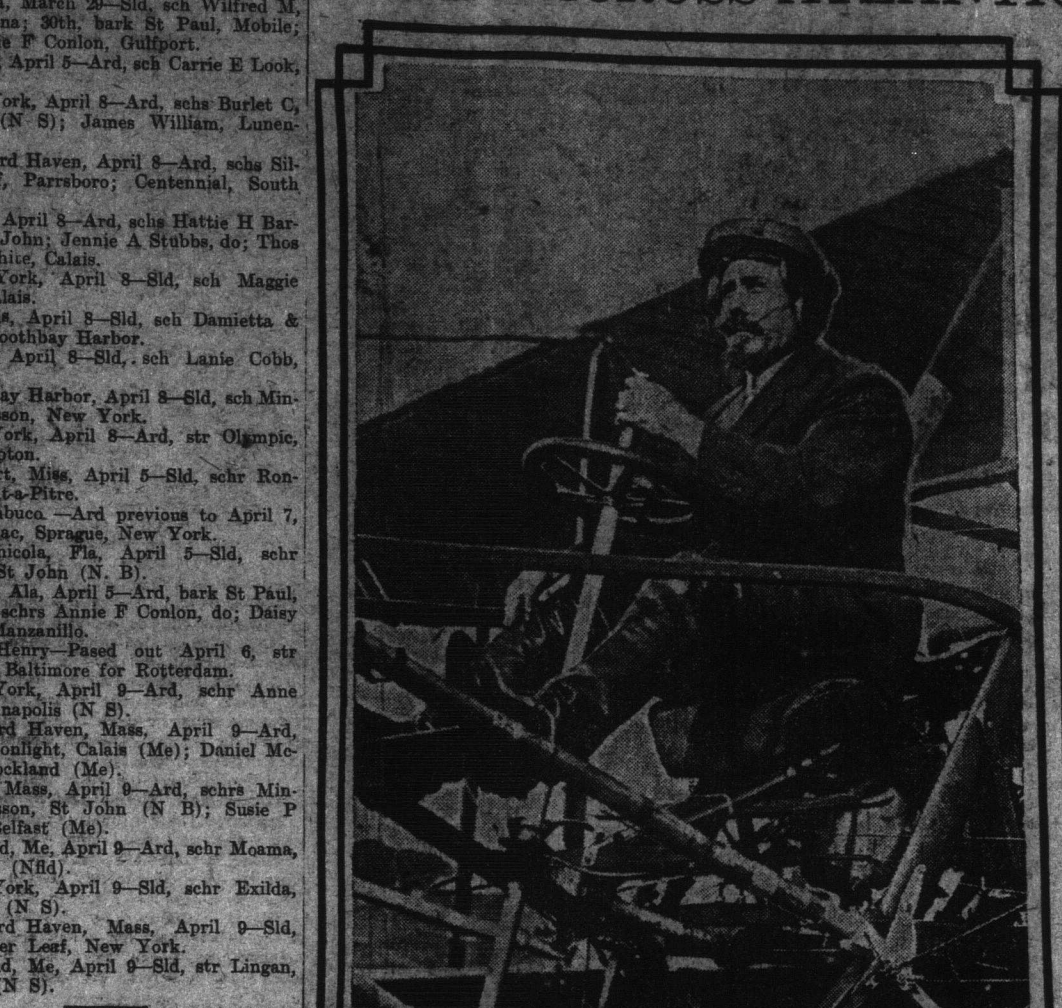 March 29—Sld, sch Wilfred M,
na; 30th, bark St Paul, Mobile;
e F Conlon, Gulfport.
April 5—Ard, sch Carrie E Look,
ork, April 8—Ard, schs Burlet C,
(N S); James William, Lunen-
rd Haven, April 8—Ard, schs Sil-
Parrsboro; Centennial, South
April 8—Ard, schs Hattie H Bar-
John; Jennie A Stubbs, do; Thos
hite, Calais.
York, April 8—Sld, sch Maggie
lais.
s, April 8—Sld, sch Damietta &
oothbay Harbor.
April 8—Sld, sch Lanie Cobb,
ay Harbor, April 8—Sld, sch Min-
sson, New York.
ork, April 8—Ard, str Olympic,
pton.
rt, Miss, April 5—Sld, schr Ron-
t-a-Pitre.
buco —Ard previous to April 7,
ac, Sprague, New York.
nicola, Fla, April 5—Sld, schr
St John (N. B).
Ala, April 5—Ard, bark St Paul,
schrs Annie F Conlon, do; Daisy
Manzanillo.
Henry—Pased out April 6, str
Baltimore for Rotterdam.
York, April 9—Ard, schr Anne
napolis (N S).
rd Haven, Mass, April 9—Ard,
onlight, Calais (Me); Daniel Mc-
ockland (Me).
Mass, April 9—Ard, schrs Min-
sson, St John (N B); Susie P
Belfast (Me).
d, Me, April 9—Ard, schr Moama,
(Nfld).
York, April 9—Sld, schr Exilda,
(N S).
rd Haven, Mass, April 9—Sld,
er Leaf, New York.
d, Me, April 9—Sld, str Lingan,
(N S).